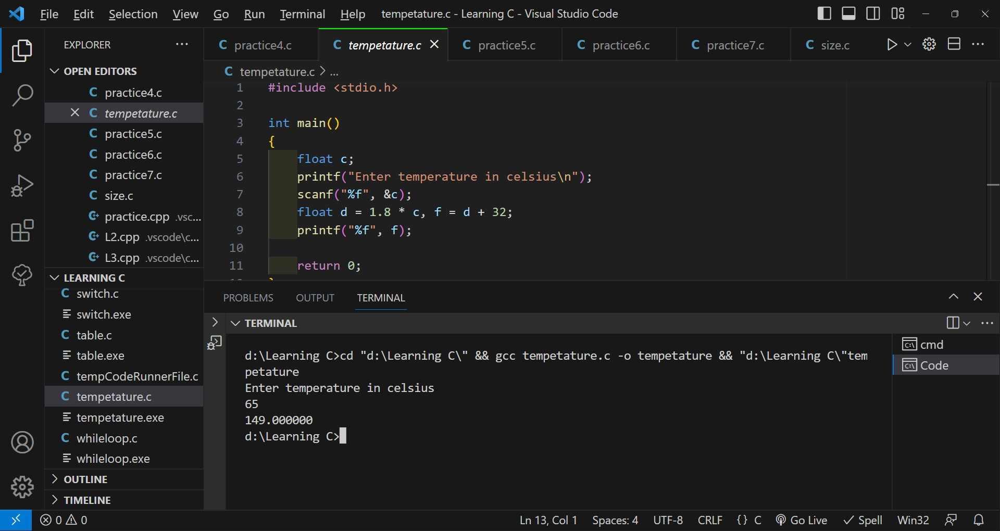 File Edit Selection View Go Run Terminal Help tempetature.c - Learning C - Visual Studio Code
EXPLORER ...
OPEN EDITORS
C practice4.c
C tempetature.c
C practice5.c
C practice6.c
C practice7.c
C size.c
practice.cpp .vsc...
L2.cpp .vscode\c...
L3.cpp .vscode\c...
LEARNING C
C switch.c
switch.exe
C table.c
table.exe
C tempCodeRunnerFile.c
C tempetature.c
tempetature.exe
C whileloop.c
whileloop.exe
OUTLINE
TIMELINE
C practice4.c C tempetature.c C practice5.c C practice6.c C practice7.c C size.c ...
C tempetature.c > ...
1 #include <stdio.h>
2
3 int main()
4 {
5 float c;
6 printf("Enter temperature in celsius\n");
7 scanf("%f", &c);
8 float d = 1.8 * c, f = d + 32;
9 printf("%f", f);
10
11 return 0;
PROBLEMS OUTPUT TERMINAL
TERMINAL ...
d:\Learning C>cd "d:\Learning C\" && gcc tempetature.c -o tempetature && "d:\Learning C\"tem
petature
Enter temperature in celsius
65
149.000000
d:\Learning C>
cmd
Code
0 0 Ln 13, Col 1 Spaces: 4 UTF-8 CRLF {} C Go Live Spell Win32